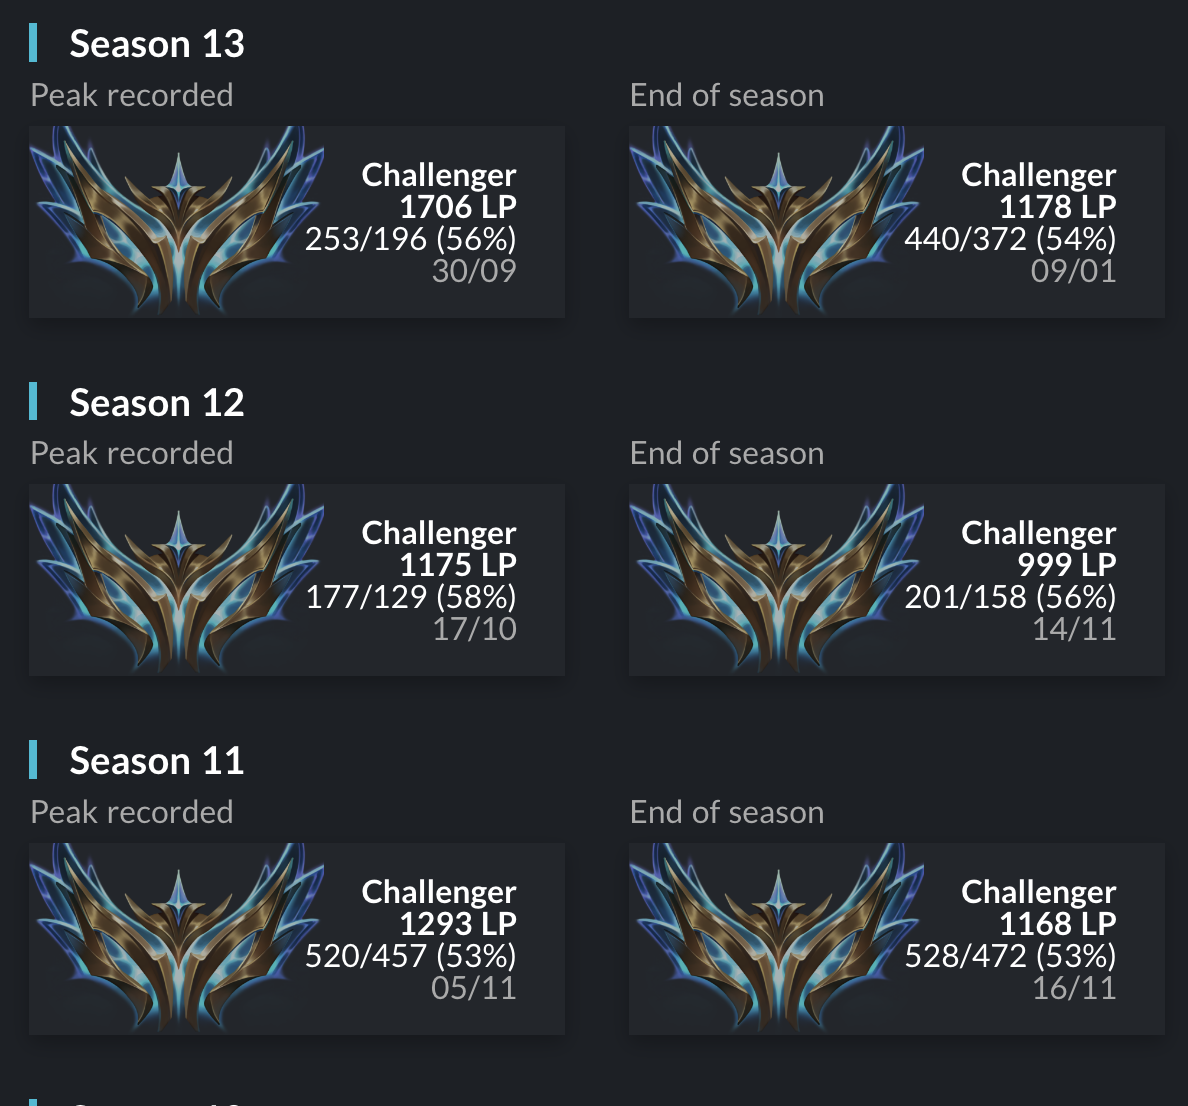 Season 13
Peak recorded
Challenger
1706 LP
253/196 (56%)
30/09
End of season
Challenger
1178 LP
440/372 (54%)
09/01
Season 12
Peak recorded
Challenger
1175 LP
177/129 (58%)
17/10
End of season
Challenger
999 LP
201/158 (56%)
14/11
Season 11
Peak recorded
Challenger
1293 LP
520/457 (53%)
05/11
End of season
Challenger
1168 LP
528/472 (53%)
16/11